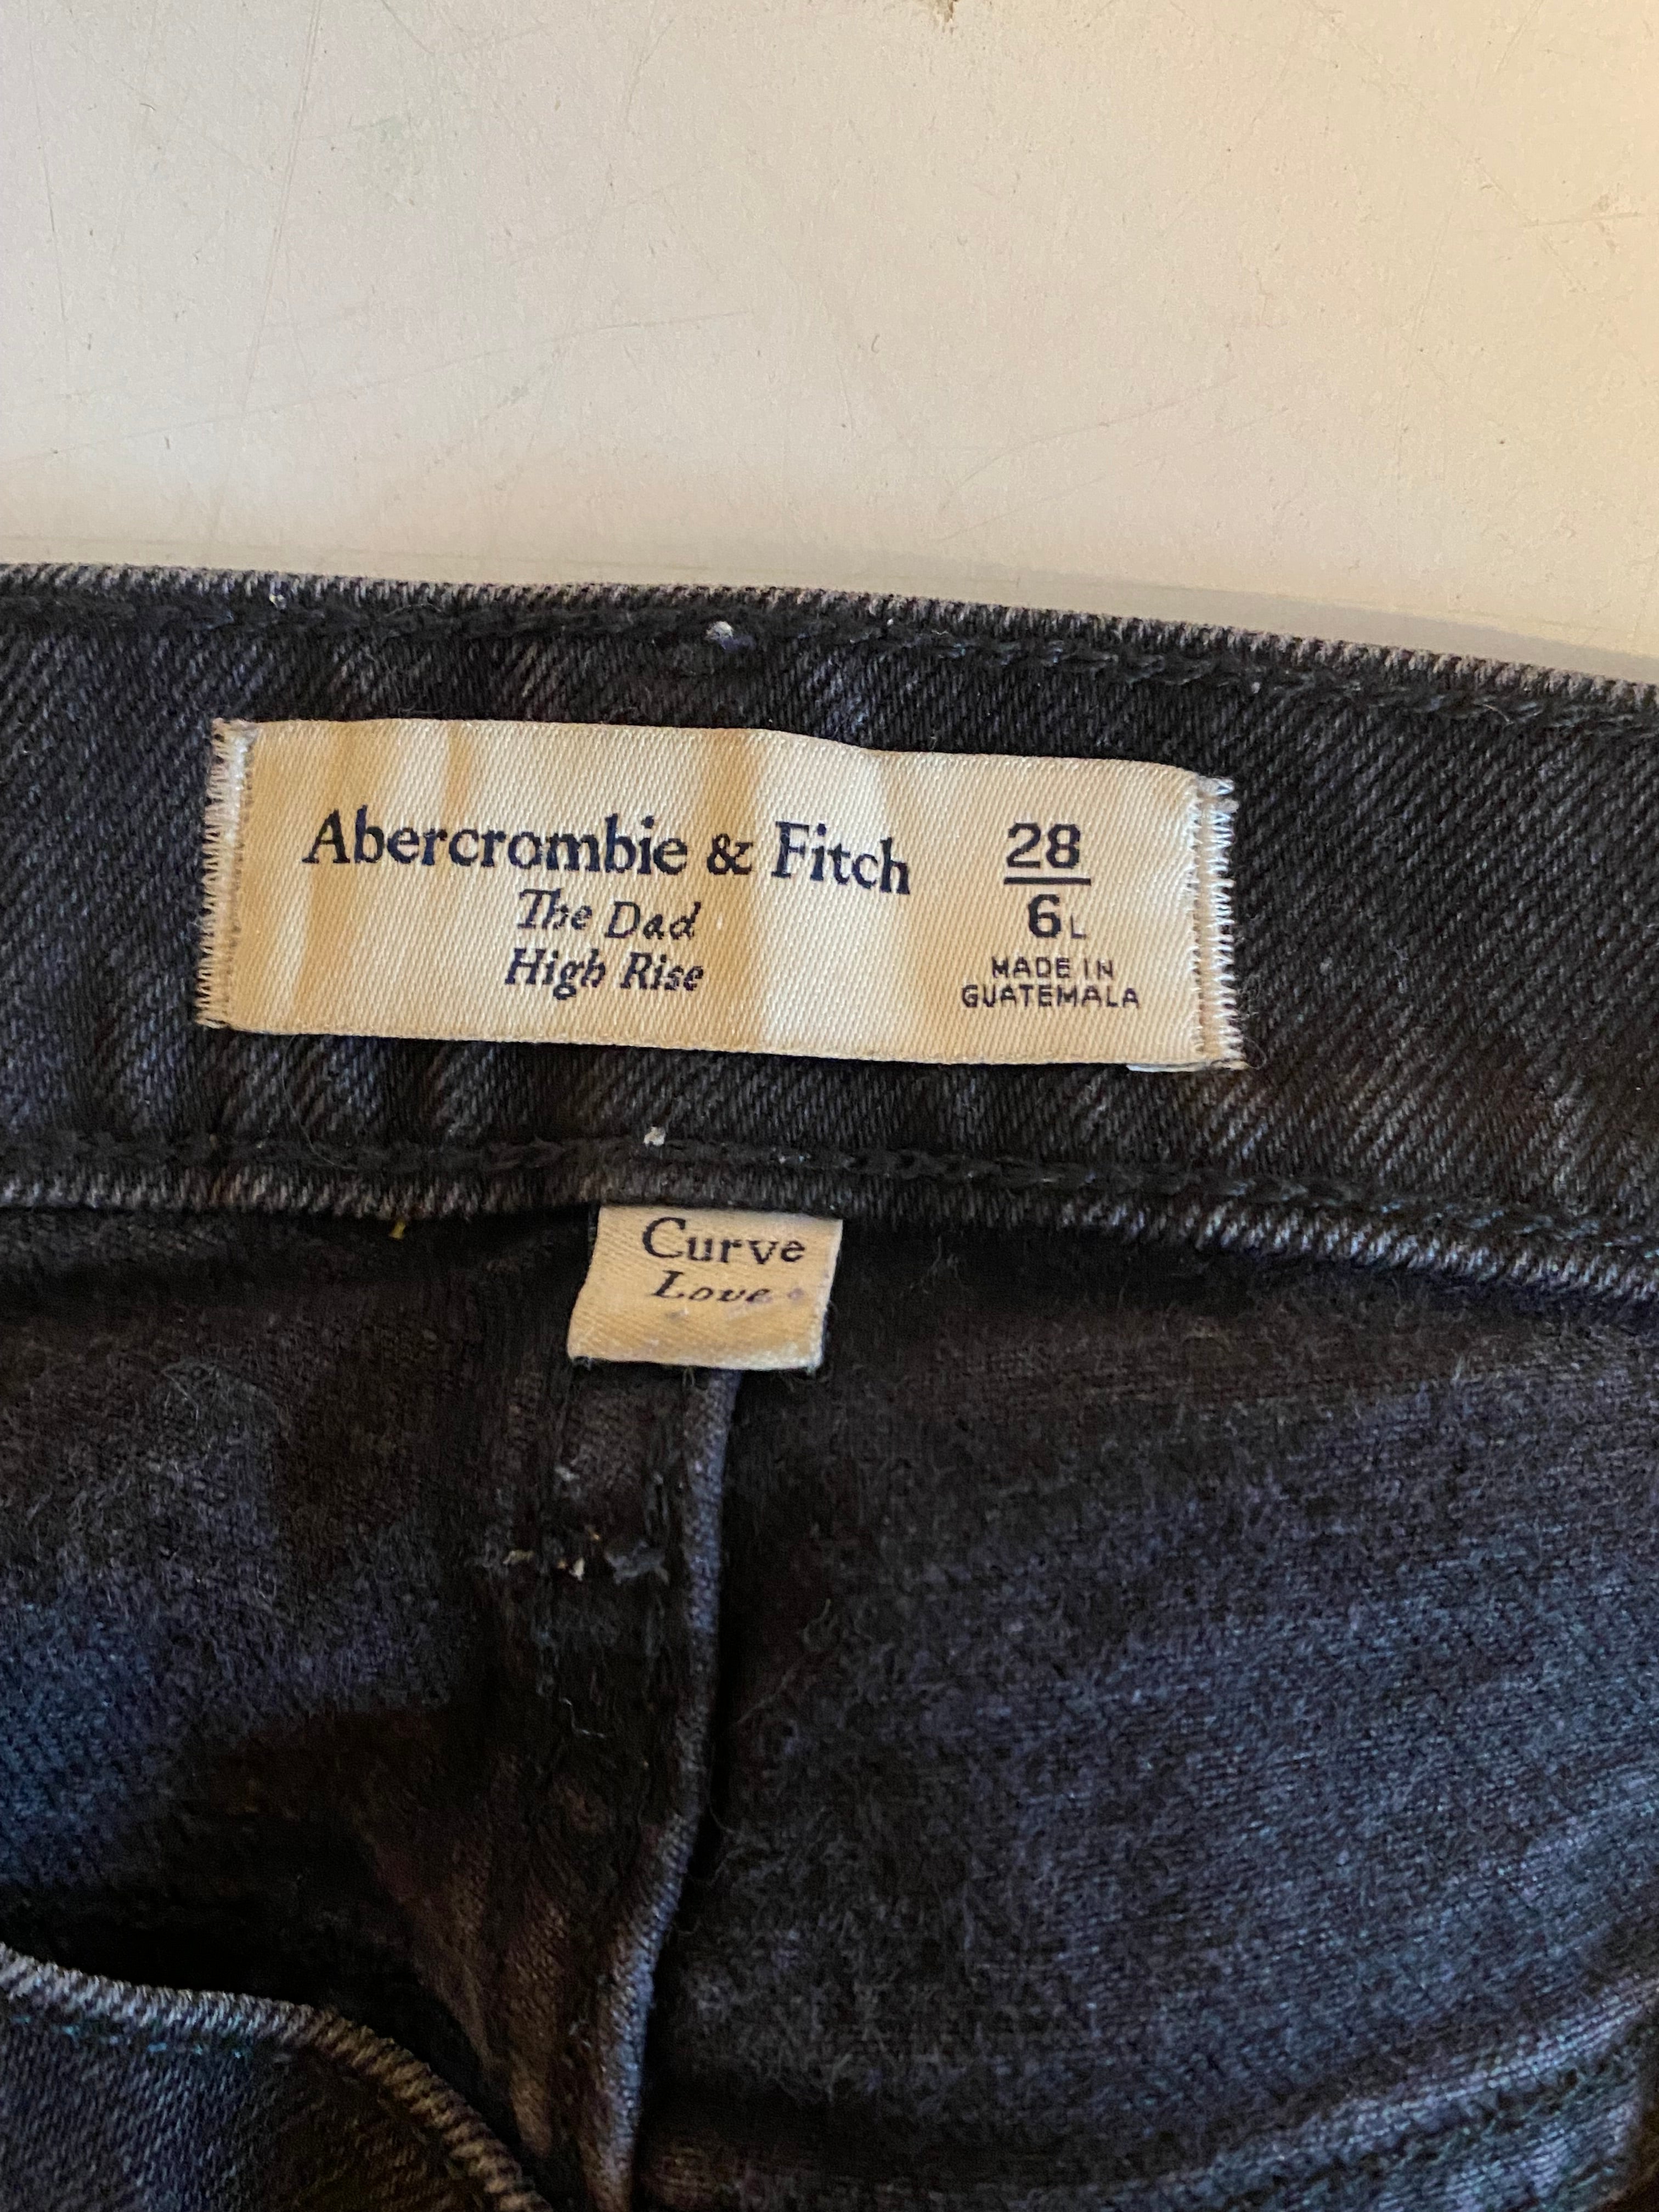 Abercrombie & Fitch
The Dad
High Rise
28
6L
MADE IN
GUATEMALA
Curve
Love